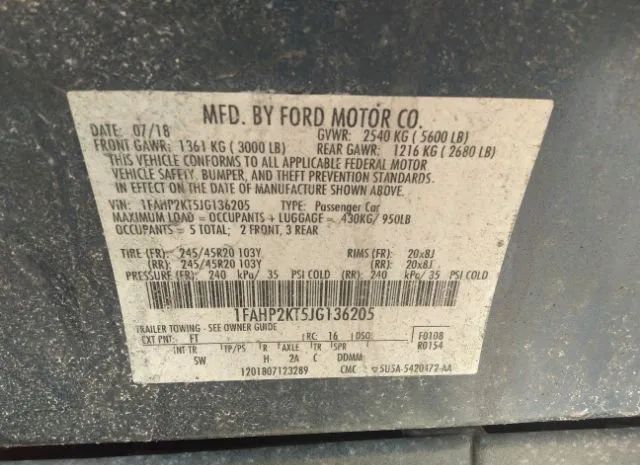 MFD. BY FORD MOTOR CO.
DATE: 07/18 GVWR: 2540 KG (5600 LB)
FRONT GAWR: 1361 KG (3000 LB) REAR GAWR: 1216 KG (2680 LB)
THIS VEHICLE CONFORMS TO ALL APPLICABLE FEDERAL MOTOR
VEHICLE SAFETY, BUMPER, AND THEFT PREVENTION STANDARDS
IN EFFECT ON THE DATE OF MANUFACTURE SHOWN ABOVE.
VIN: 1FAHP2KT5JG136205 TYPE: Passenger Car
MAXIMUM LOAD = OCCUPANTS + LUGGAGE = 430KG/ 950LB
OCCUPANTS = 5 TOTAL; 2 FRONT, 3 REAR
TIRE (FR): 245/45R20 103Y RIMS (FR): 20x8J
(RR): 245/45R20 103Y (RR): 20x8J
PRESSURE (FR): 240 kPa/ 35 PSI COLD (RR): 240 kPa/ 35 PSI COLD
1FAHP2KT5JG136205
TRAILER TOWING - SEE OWNER GUIDE
EXT PNT: FT RC: 16 DSO: F0108
INT TR TP/PS R AXLE TR SPR R0154
SW H 2A C DDMM
1201807123289 CMC 5U5A-5420472-AA